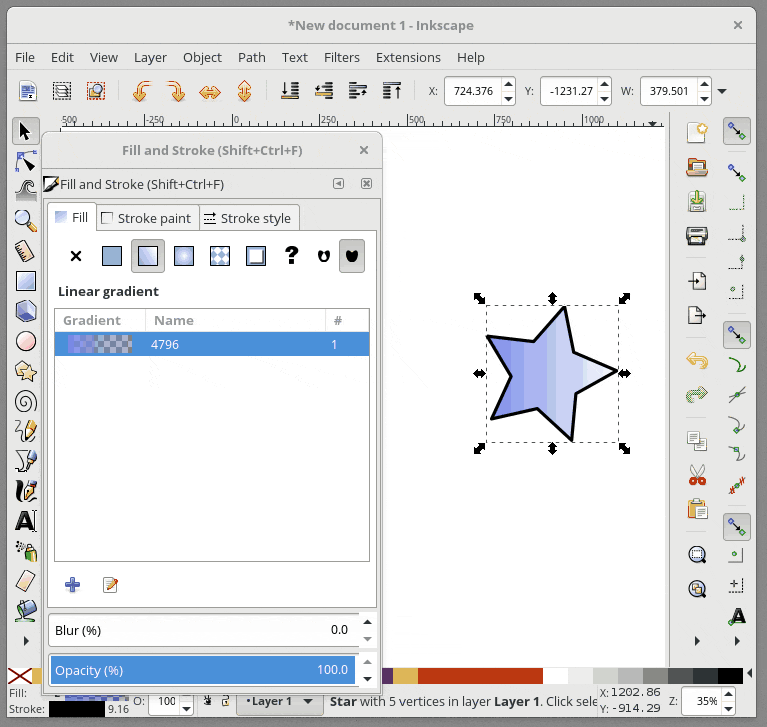 *New document 1 - Inkscape
File Edit View Layer Object Path Text Filters Extensions Help
X: 724.376 Y: -1231.27 W: 379.501
-500 -250 0 250 500 750 1000
Fill and Stroke (Shift+Ctrl+F)
Fill and Stroke (Shift+Ctrl+F)
Fill Stroke paint Stroke style
?
Linear gradient
Gradient Name #
4796 1
Blur (%) 0.0
Opacity (%) 100.0
Fill: O: 100 •Layer 1 Star with 5 vertices in layer Layer 1. Click sele X: 1202.86 Z: 35%
Stroke: 9.16 Y: -914.29